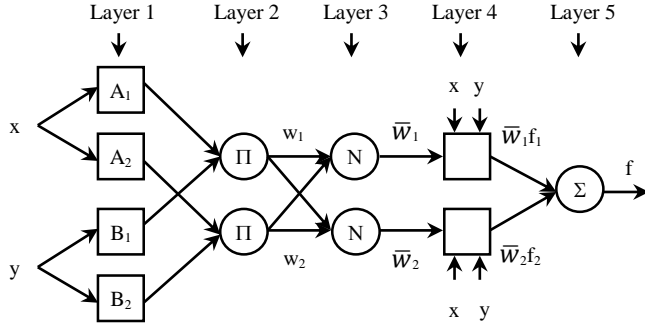 Layer 1 Layer 2 Layer 3 Layer 4 Layer 5
x y
A₁
w₁ w̅₁ w̅₁f₁
x A₂ Π N f
Σ
B₁ Π N
y w₂ w̅₂ w̅₂f₂
B₂
x y